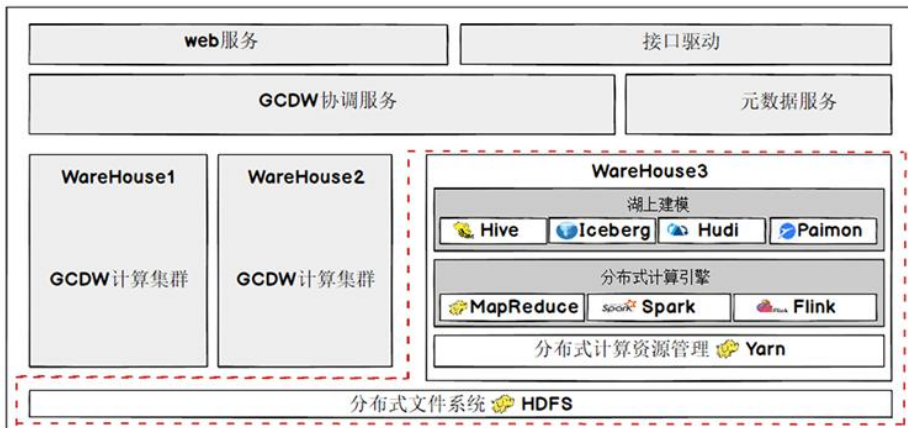 web服务
接口驱动
GCDW协调服务
元数据服务
WareHouse1
GCDW计算集群
WareHouse2
GCDW计算集群
WareHouse3
湖上建模
Hive
Iceberg
Hudi
Paimon
分布式计算引擎
MapReduce
Spark Spark
Flink Flink
分布式计算资源管理 Yarn
分布式文件系统 HDFS